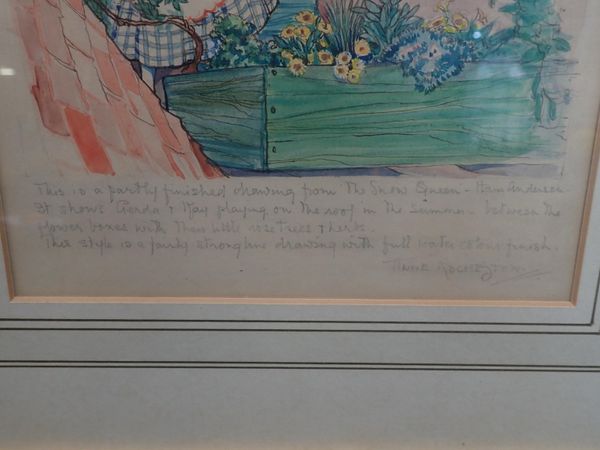 This is a partly finished drawing from The Snow Queen - Hans Andersen
It shows Gerda & Kay playing on the roof in the summer between the
flower boxes with their little rose trees & herbs.
This style is a fairly strong line drawing with full water colour finish.
Anne